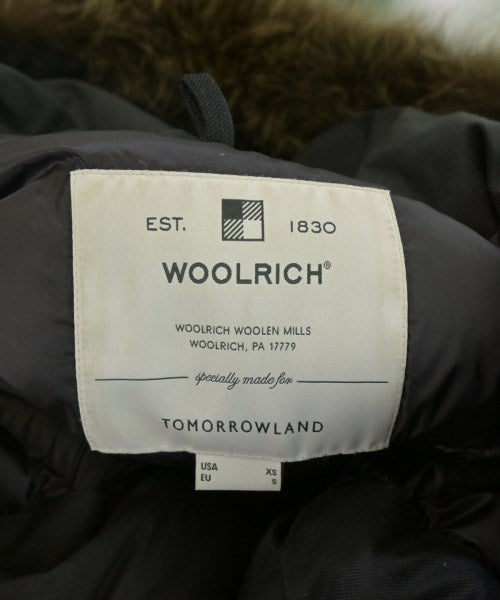 EST. 1830
WOOLRICH®
WOOLRICH WOOLEN MILLS
WOOLRICH, PA 17779
specially made for
TOMORROWLAND
USA XS
EU S